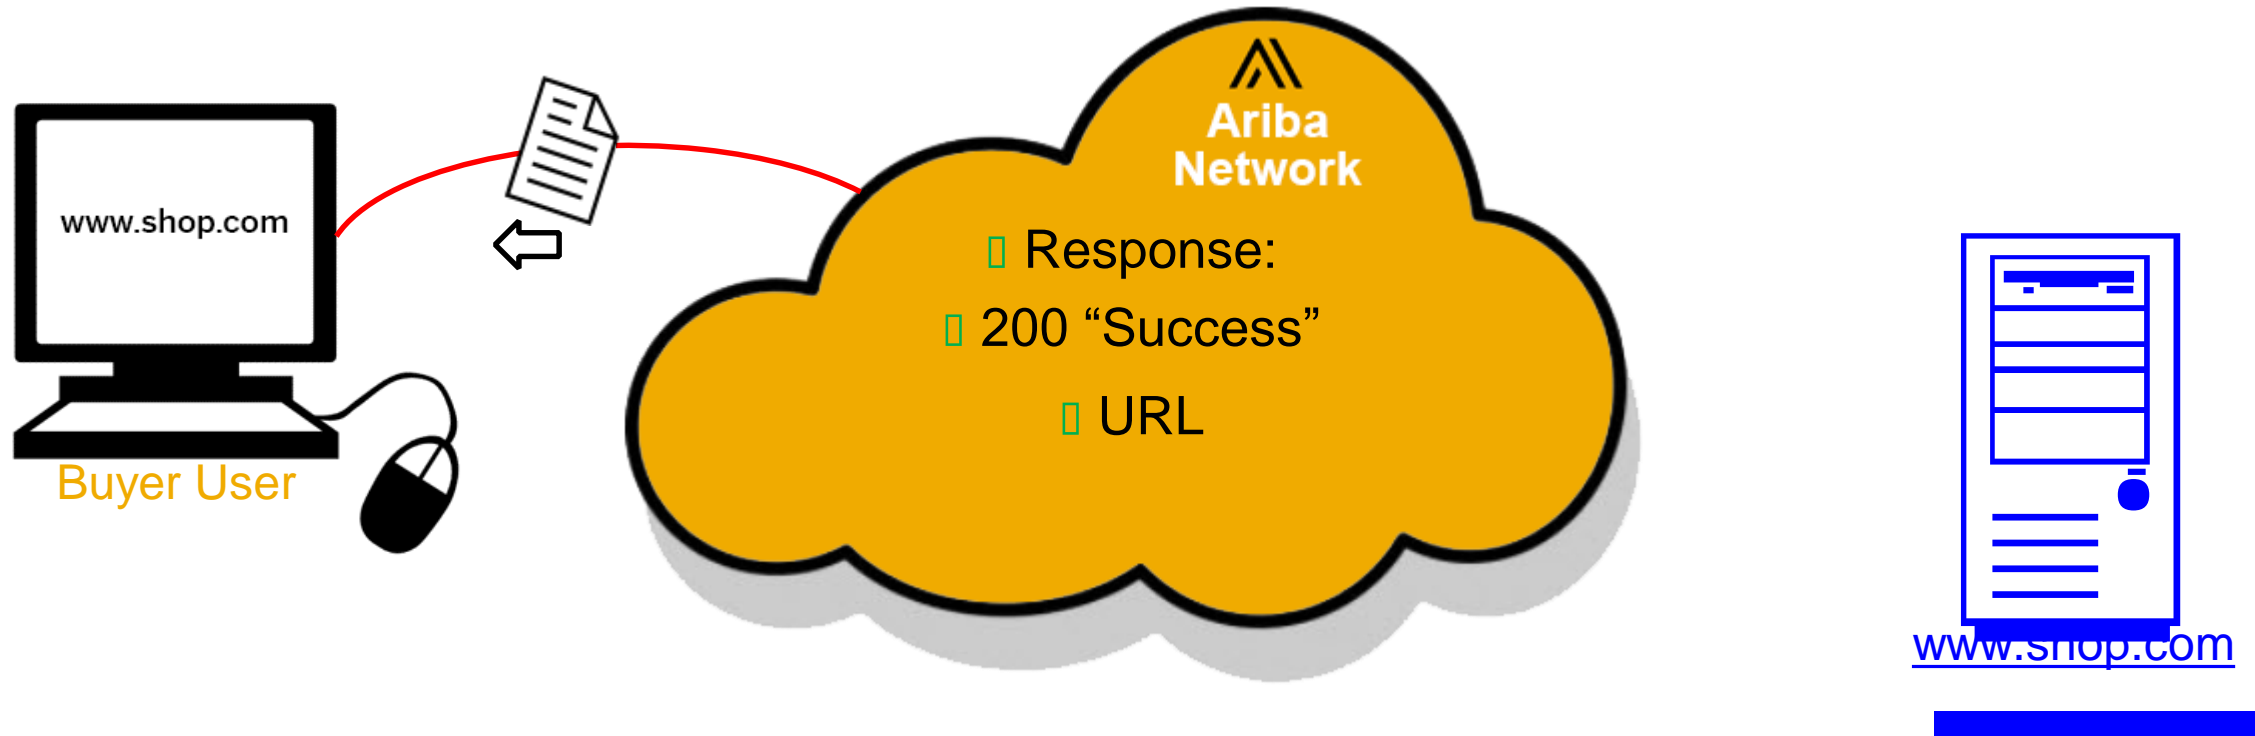 Ariba
Network
www.shop.com
Response:
200 “Success”
URL
Buyer User
www.shop.com